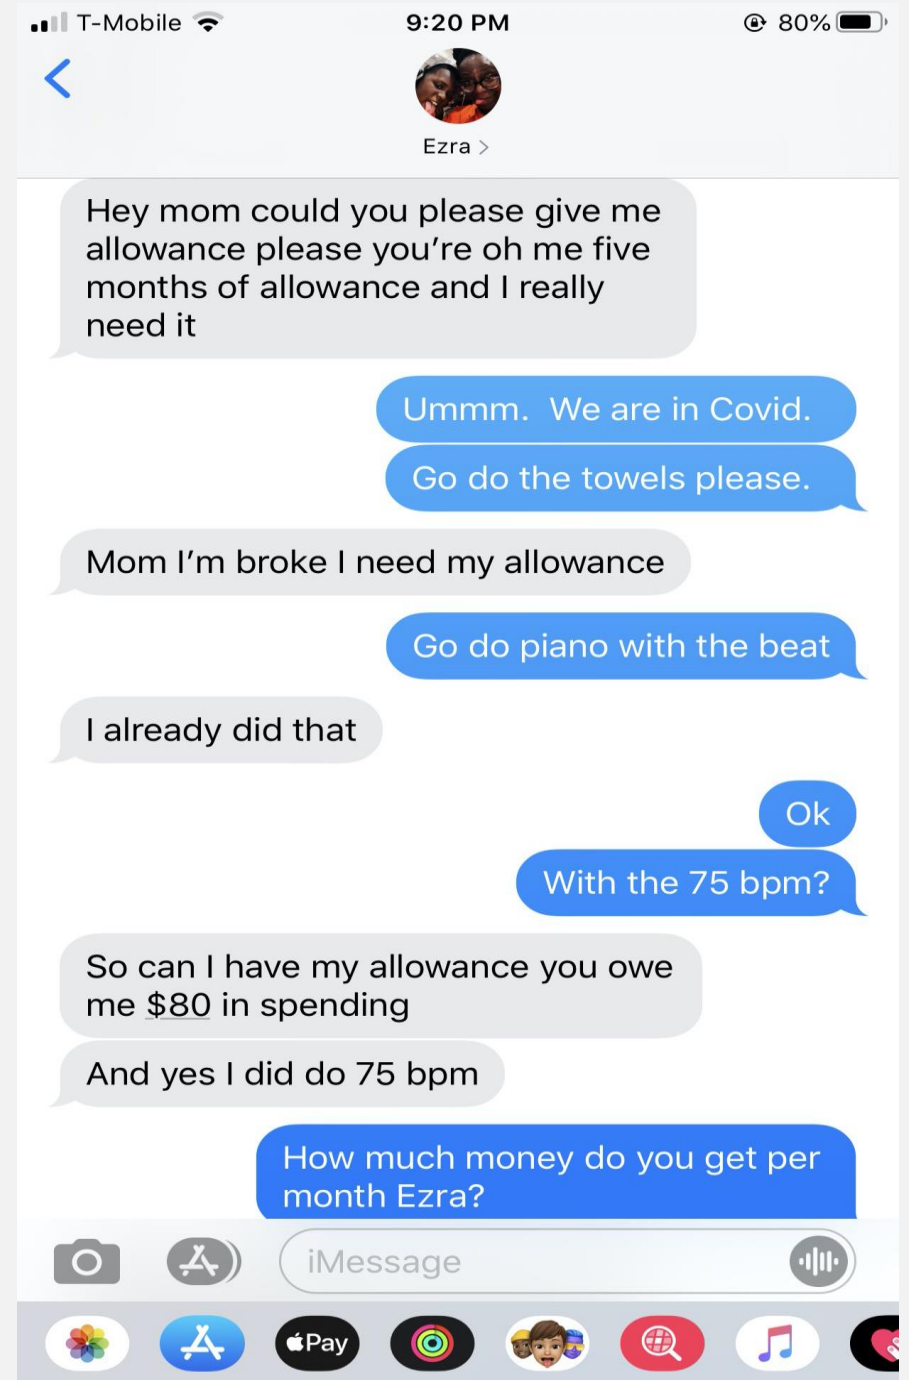 T-Mobile 9:20 PM 80%
Ezra >
Hey mom could you please give me
allowance please you’re oh me five
months of allowance and I really
need it
Ummm.  We are in Covid.
Go do the towels please.
Mom I’m broke I need my allowance
Go do piano with the beat
I already did that
Ok
With the 75 bpm?
So can I have my allowance you owe
me $80 in spending
And yes I did do 75 bpm
How much money do you get per
month Ezra?
iMessage
Pay